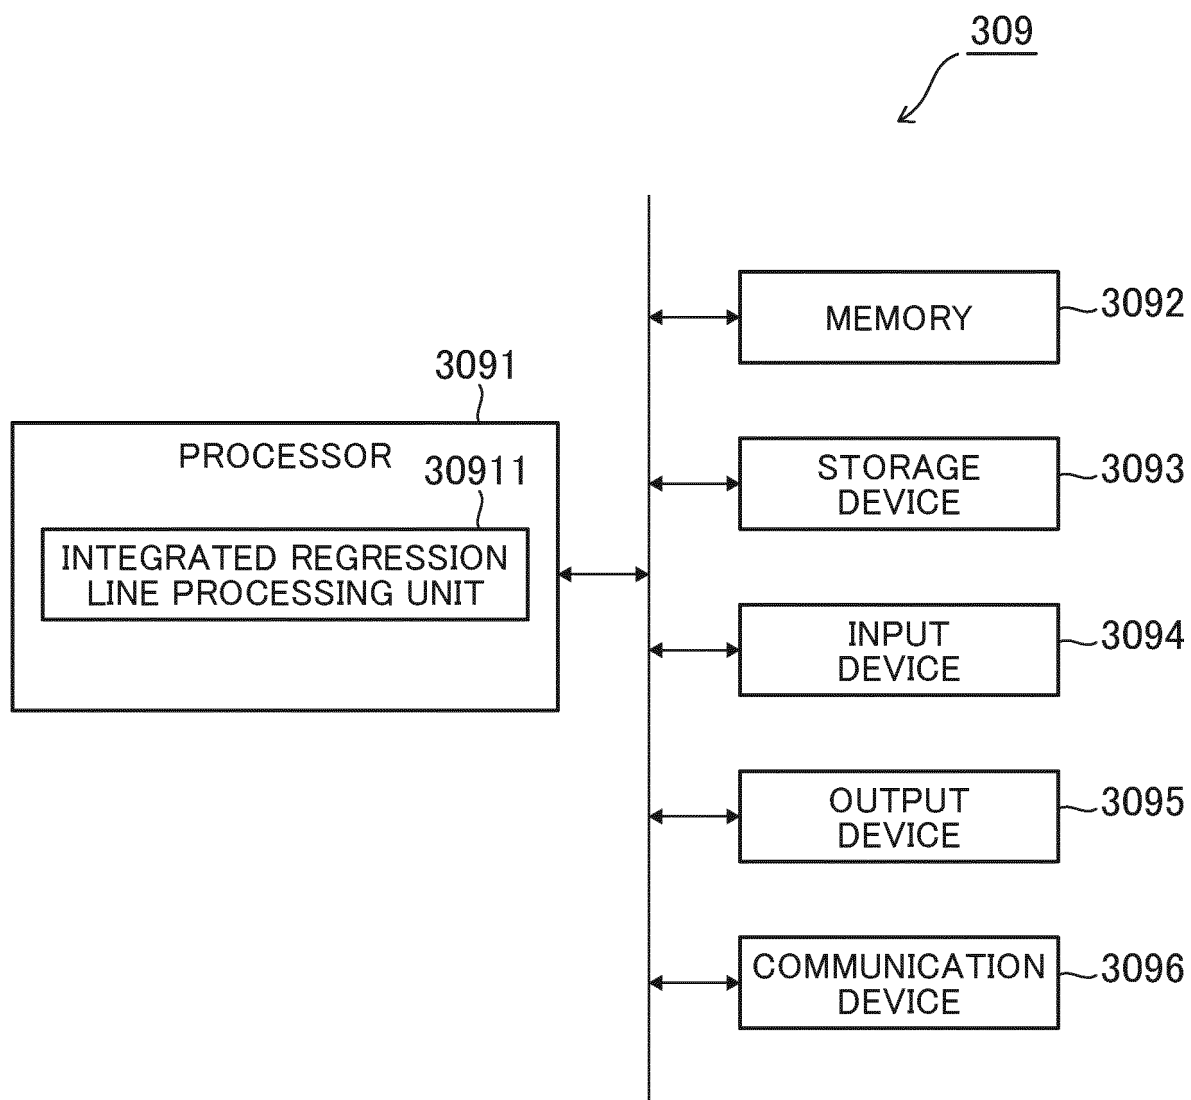 309
3091
PROCESSOR
30911
INTEGRATED REGRESSION
LINE PROCESSING UNIT
MEMORY
3092
STORAGE
DEVICE
3093
INPUT
DEVICE
3094
OUTPUT
DEVICE
3095
COMMUNICATION
DEVICE
3096